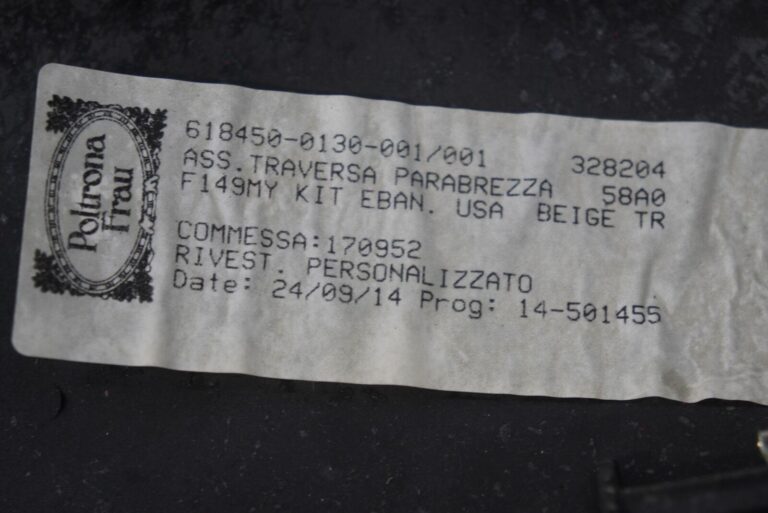 Poltrona
Frau
618450-0130-001/001 328204
ASS.TRAVERSA PARABREZZA 58A0
F149MY KIT EBAN. USA BEIGE TR
COMMESSA:170952
RIVEST. PERSONALIZZATO
Date: 24/09/14 Prog: 14-501455